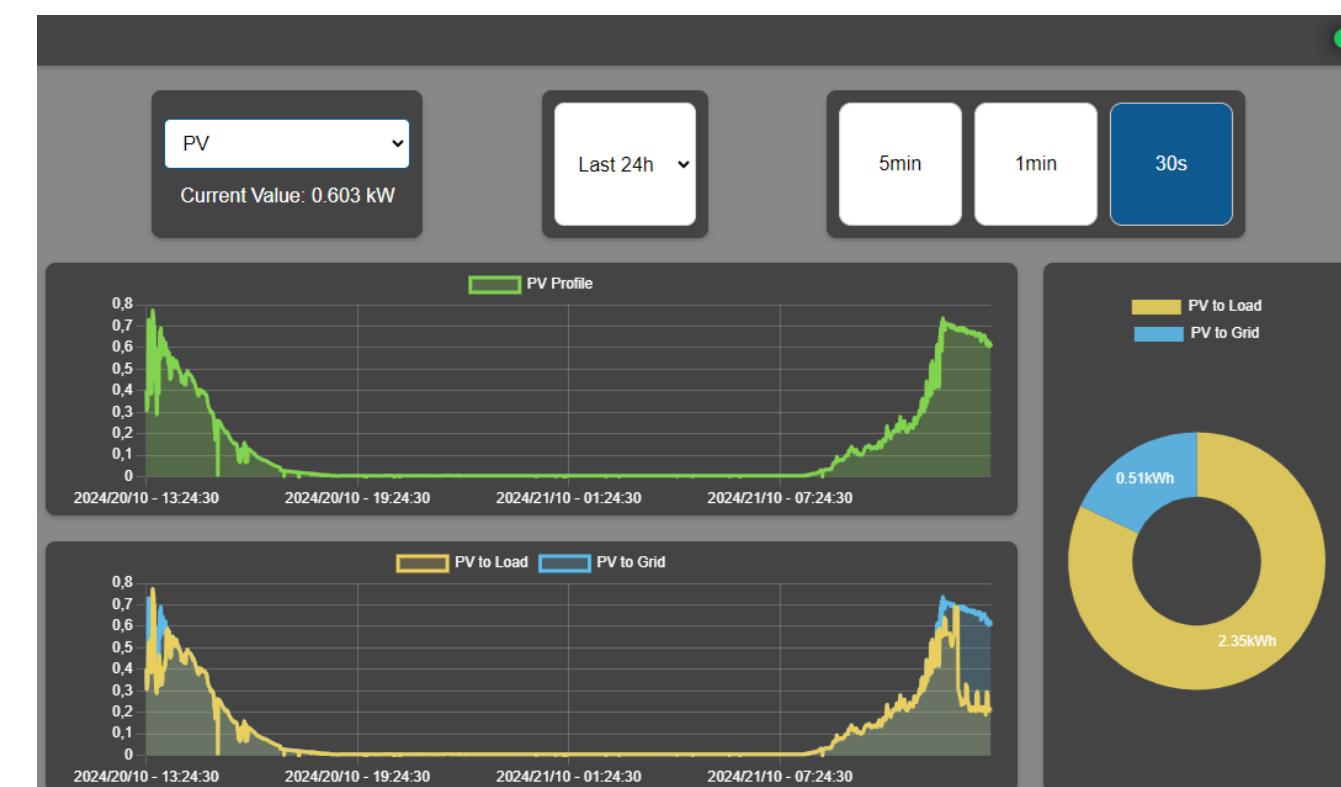 PV
Current Value: 0.603 kW
Last 24h
5min
1min
30s
PV Profile
0,8
0,7
0,6
0,5
0,4
0,3
0,2
0,1
0
2024/20/10 - 13:24:30
2024/20/10 - 19:24:30
2024/21/10 - 01:24:30
2024/21/10 - 07:24:30
PV to Load
PV to Grid
0,8
0,7
0,6
0,5
0,4
0,3
0,2
0,1
0
2024/20/10 - 13:24:30
2024/20/10 - 19:24:30
2024/21/10 - 01:24:30
2024/21/10 - 07:24:30
PV to Load
PV to Grid
0.51kWh
2.35kWh